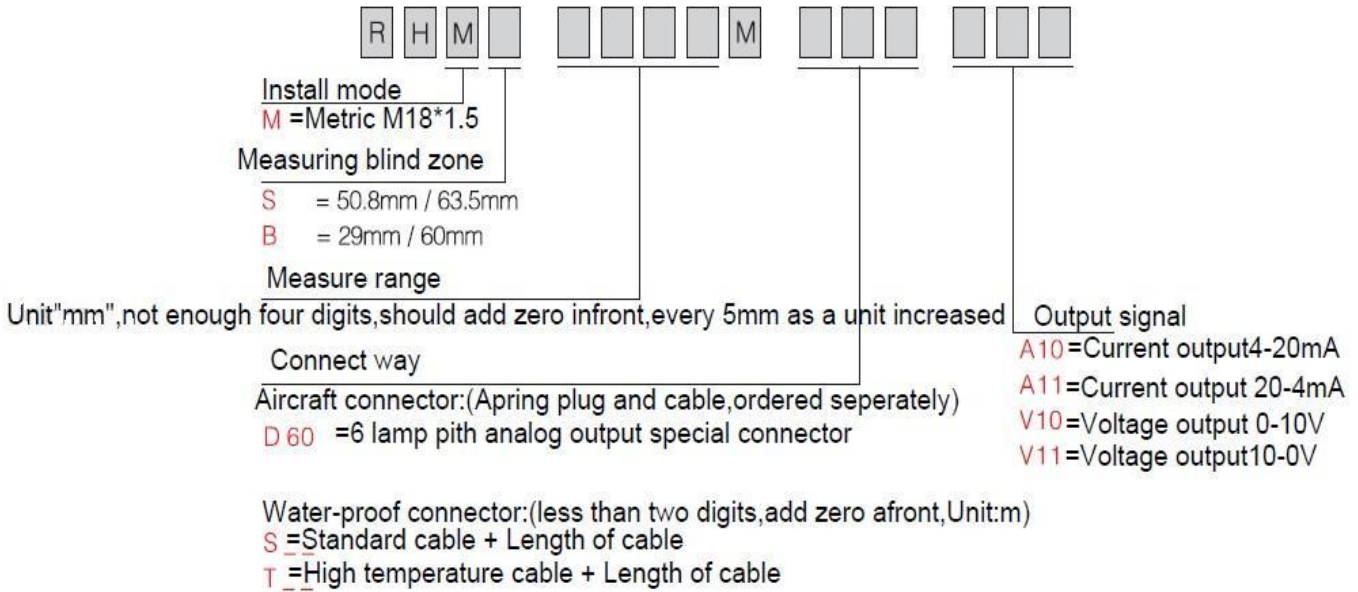 R H M M
Install mode
M =Metric M18*1.5
Measuring blind zone
S = 50.8mm / 63.5mm
B = 29mm / 60mm
Measure range
Unit"mm",not enough four digits,should add zero infront,every 5mm as a unit increased
Output signal
A10=Current output4-20mA
A11=Current output 20-4mA
V10=Voltage output 0-10V
V11=Voltage output10-0V
Connect way
Aircraft connector:(Apring plug and cable,ordered seperately)
D 60 =6 lamp pith analog output special connector
Water-proof connector:(less than two digits,add zero afront,Unit:m)
S _ _=Standard cable + Length of cable
T _ _=High temperature cable + Length of cable